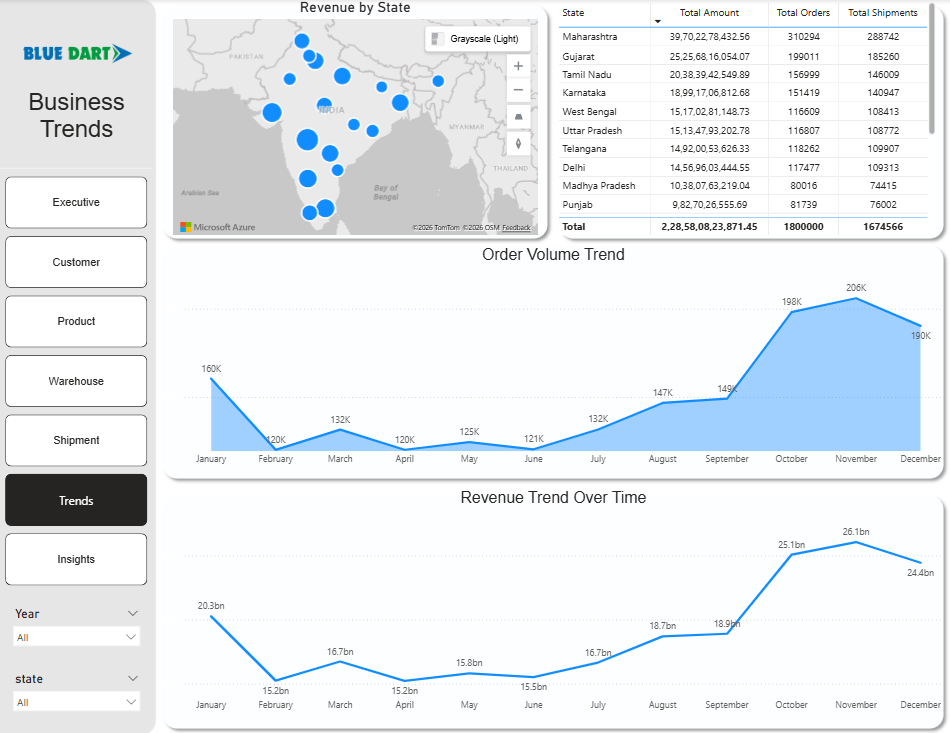 BLUE DART
Business
Trends
Executive
Customer
Product
Warehouse
Shipment
Trends
Insights
Year
All
state
All
Revenue by State
Grayscale (Light)
PAKISTAN
INDIA
MYANMAR
THAILAND
Arabian Sea
Bay of
Bengal
Microsoft Azure
©2026 TomTom ©2026 OSM Feedback
State Total Amount Total Orders Total Shipments
Maharashtra 39,70,22,78,432.56 310294 288742
Gujarat 25,25,68,16,054.07 199011 185260
Tamil Nadu 20,38,39,42,549.89 156999 146009
Karnataka 18,99,17,06,812.68 151419 140947
West Bengal 15,17,02,81,148.73 116609 108413
Uttar Pradesh 15,13,47,93,202.78 116807 108772
Telangana 14,92,00,53,626.33 118262 109907
Delhi 14,56,96,03,444.55 117477 109313
Madhya Pradesh 10,38,07,63,219.04 80016 74415
Punjab 9,82,70,26,555.69 81739 76002
Total 2,28,58,08,23,871.45 1800000 1674566
Order Volume Trend
160K 120K 132K 120K 125K 121K 132K 147K 149K 198K 206K 190K
January February March April May June July August September October November December
Revenue Trend Over Time
20.3bn 15.2bn 16.7bn 15.2bn 15.8bn 15.5bn 16.7bn 18.7bn 18.9bn 25.1bn 26.1bn 24.4bn
January February March April May June July August September October November December